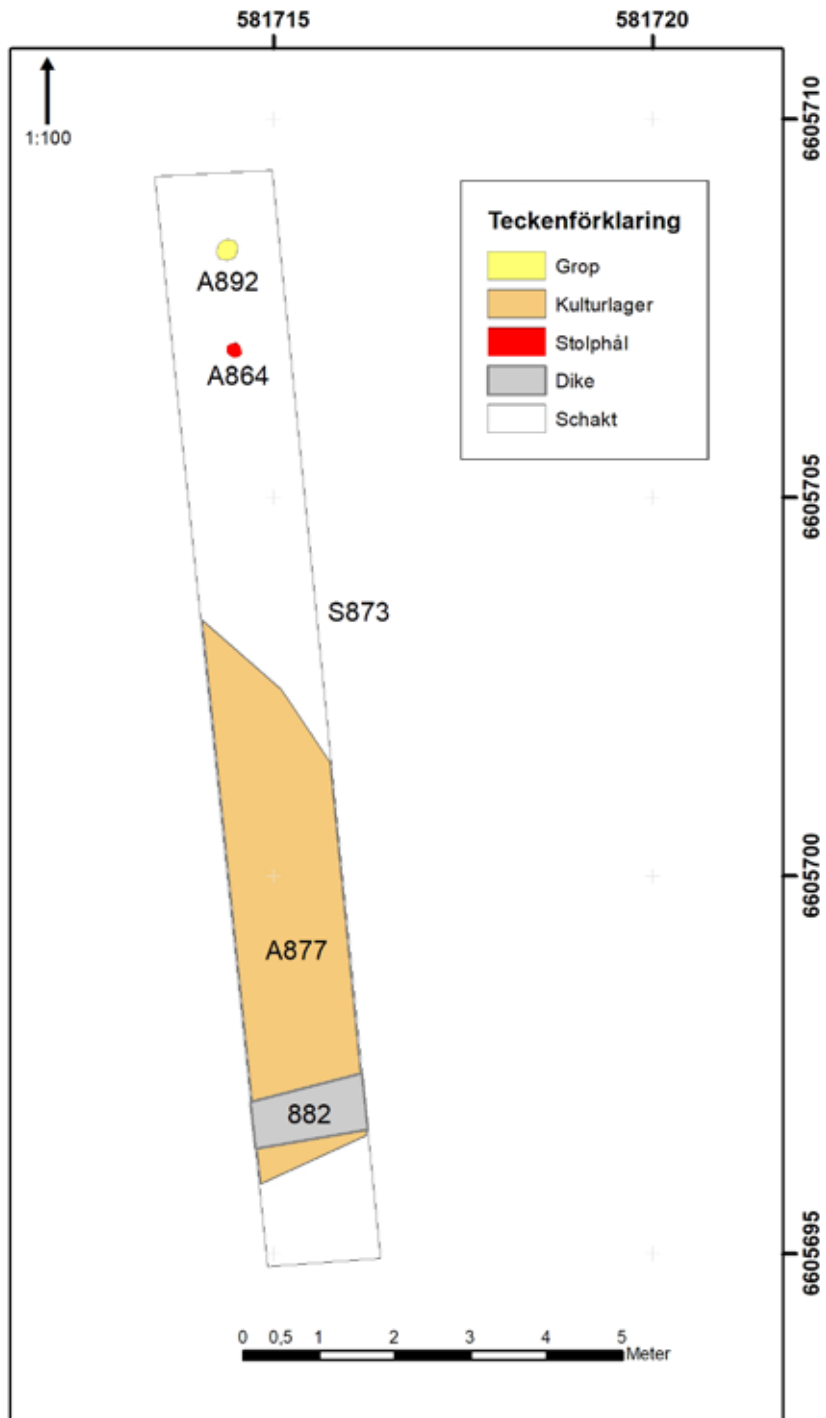 581715 581720
1:100
6605710
Teckenförklaring
Grop
Kulturlager
Stolphål
Dike
Schakt
A892
A864
6605705
S873
6605700
A877
882
6605695
0 0,5 1 2 3 4 5
Meter